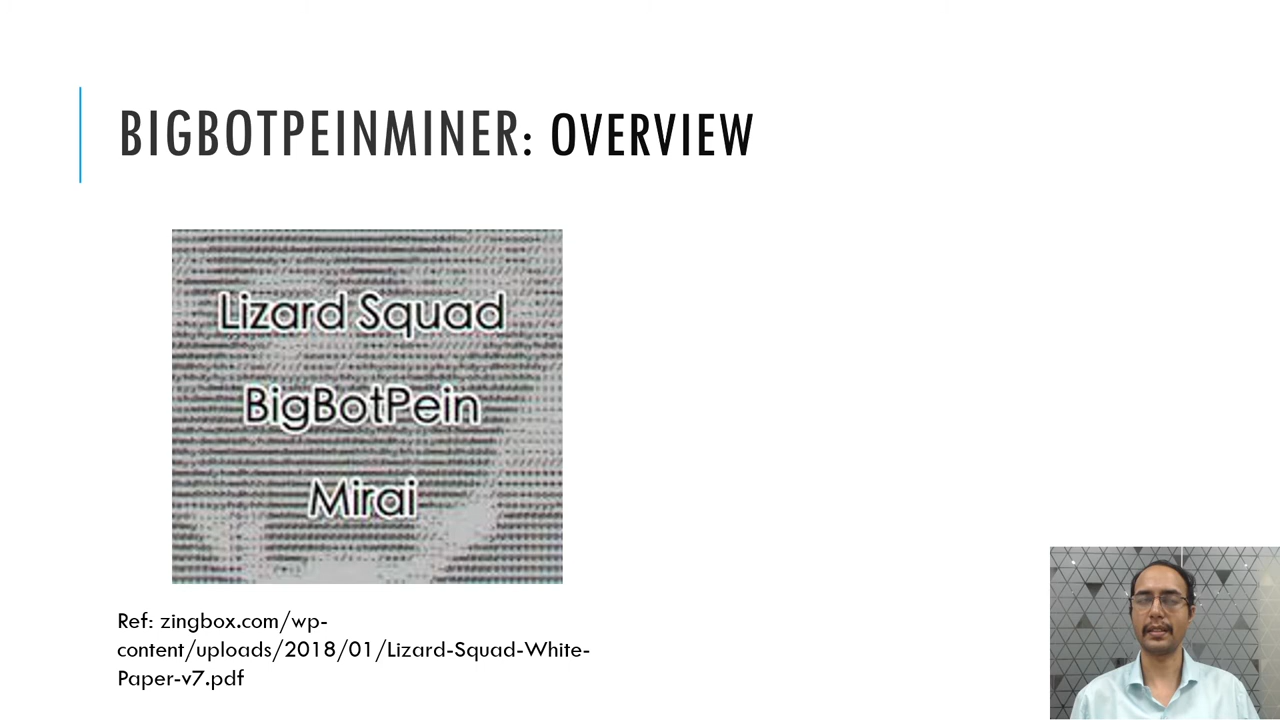 BIGBOTPEINMINER: OVERVIEW
Lizard Squad
BigBotPein
Mirai
Ref: zingbox.com/wp-
content/uploads/2018/01/Lizard-Squad-White-
Paper-v7.pdf